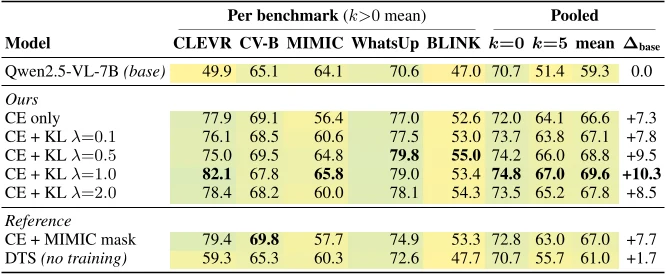 Per benchmark (k>0 mean) Pooled
Model CLEVR CV-B MIMIC WhatsUp BLINK k=0 k=5 mean Δbase
Qwen2.5-VL-7B (base) 49.9 65.1 64.1 70.6 47.0 70.7 51.4 59.3 0.0
Ours
CE only 77.9 69.1 56.4 77.0 52.6 72.0 64.1 66.6 +7.3
CE + KL λ=0.1 76.1 68.5 60.6 77.5 53.0 73.7 63.8 67.1 +7.8
CE + KL λ=0.5 75.0 69.5 64.8 79.8 55.0 74.2 66.0 68.8 +9.5
CE + KL λ=1.0 82.1 67.8 65.8 79.0 53.4 74.8 67.0 69.6 +10.3
CE + KL λ=2.0 78.4 68.2 60.0 78.1 54.3 73.5 65.2 67.8 +8.5
Reference
CE + MIMIC mask 79.4 69.8 57.7 74.9 53.3 72.8 63.0 67.0 +7.7
DTS (no training) 59.3 65.3 60.3 72.6 47.7 70.7 55.7 61.0 +1.7